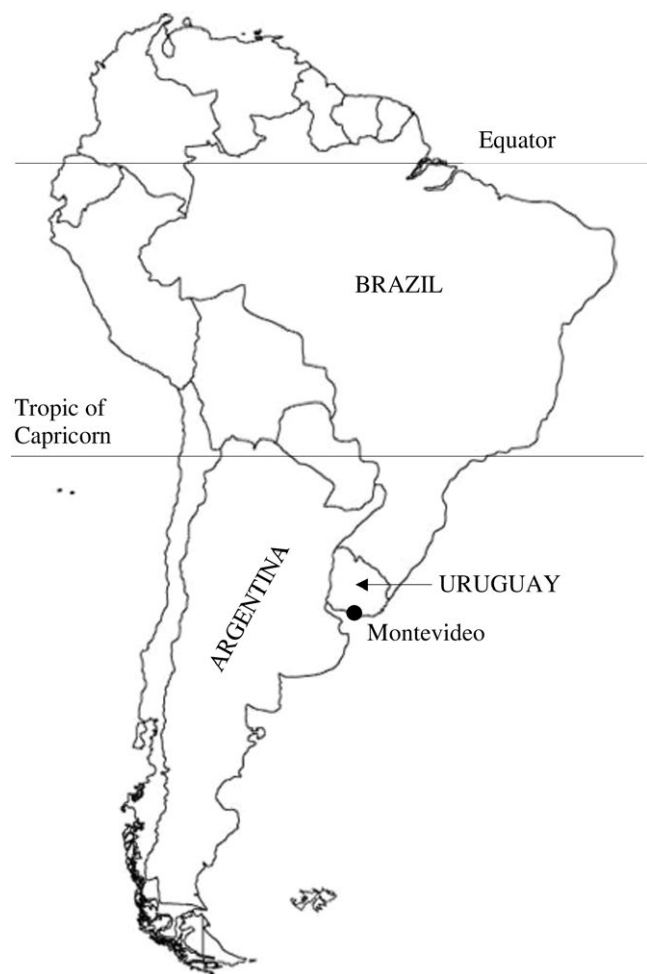 Equator
BRAZIL
Tropic of
Capricorn
ARGENTINA
URUGUAY
Montevideo